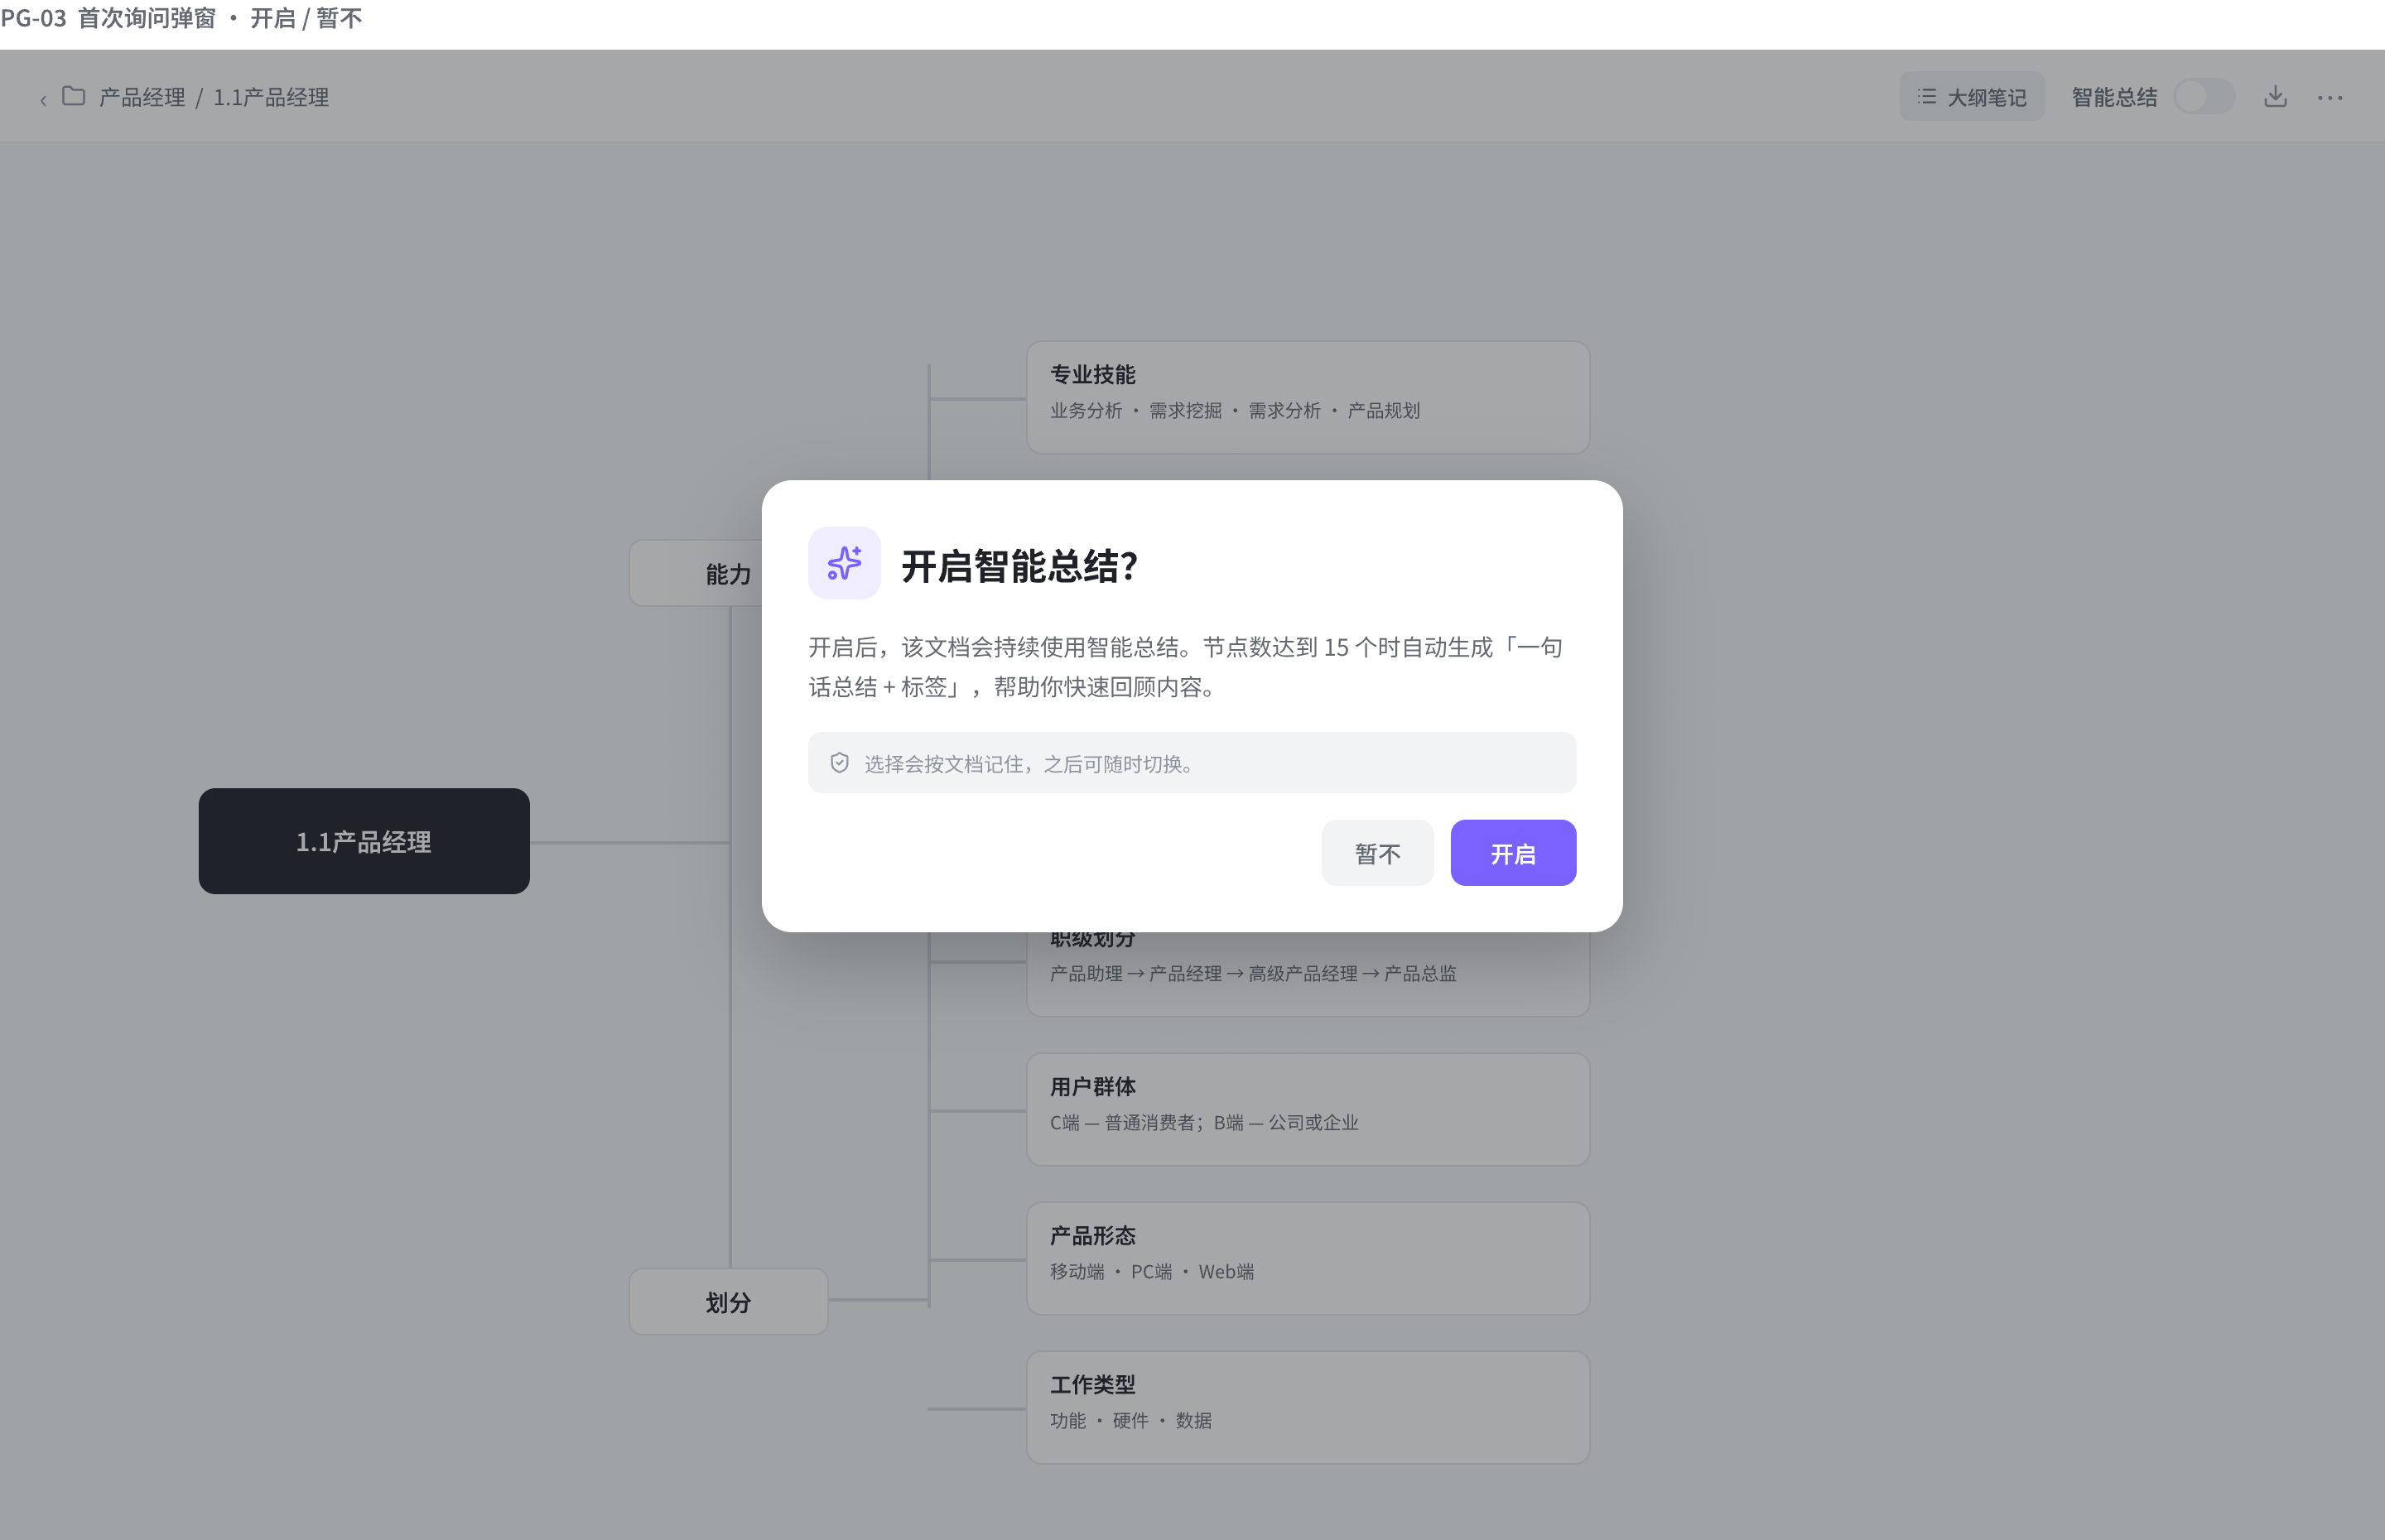 PG-03 首次询问弹窗 · 开启 / 暂不
‹ 产品经理 / 1.1产品经理
大纲笔记
智能总结
···
专业技能
业务分析 · 需求挖掘 · 需求分析 · 产品规划
能力
开启智能总结？
开启后，该文档会持续使用智能总结。节点数达到 15 个时自动生成「一句
话总结 + 标签」，帮助你快速回顾内容。
选择会按文档记住，之后可随时切换。
暂不
开启
1.1产品经理
职级划分
产品助理 → 产品经理 → 高级产品经理 → 产品总监
用户群体
C端 — 普通消费者；B端 — 公司或企业
产品形态
移动端 · PC端 · Web端
划分
工作类型
功能 · 硬件 · 数据